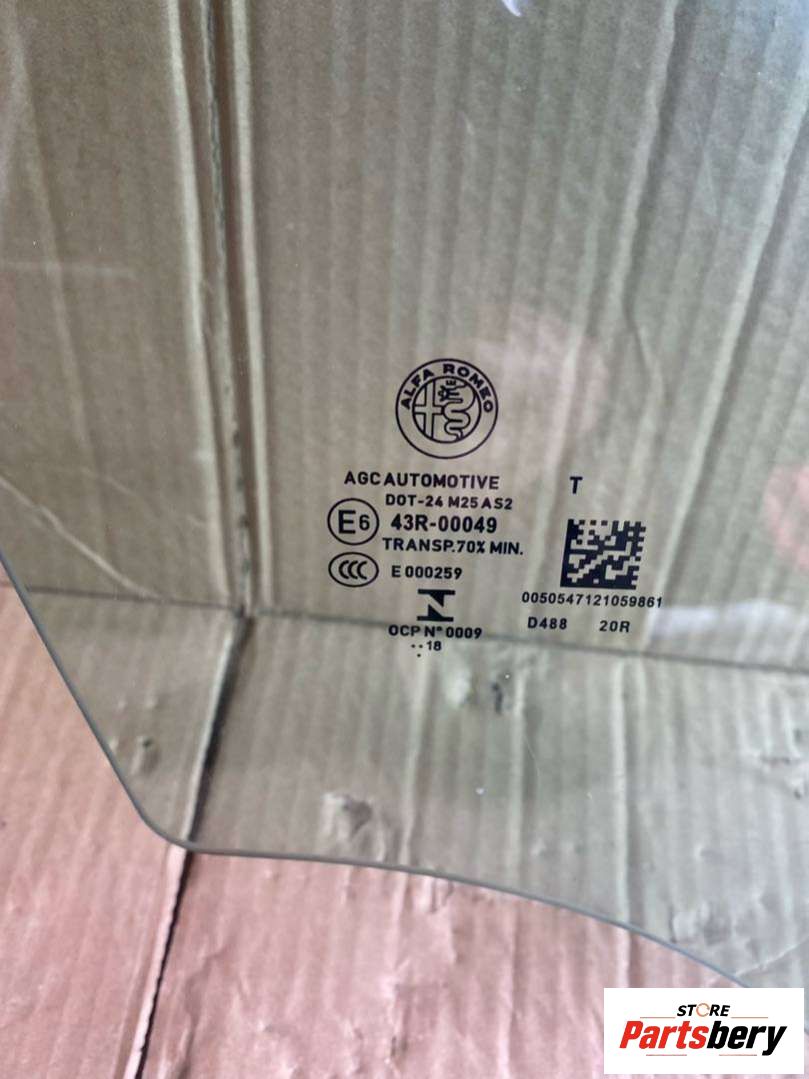 ALFA ROMEO
AGC AUTOMOTIVE
T
DOT-24 M25 AS2
E6
43R-00049
TRANSP.70% MIN.
CCC
E 000259
0050547121059861
N
OCP N° 0009
D488 20R
··18
.
STORE
Partsbery